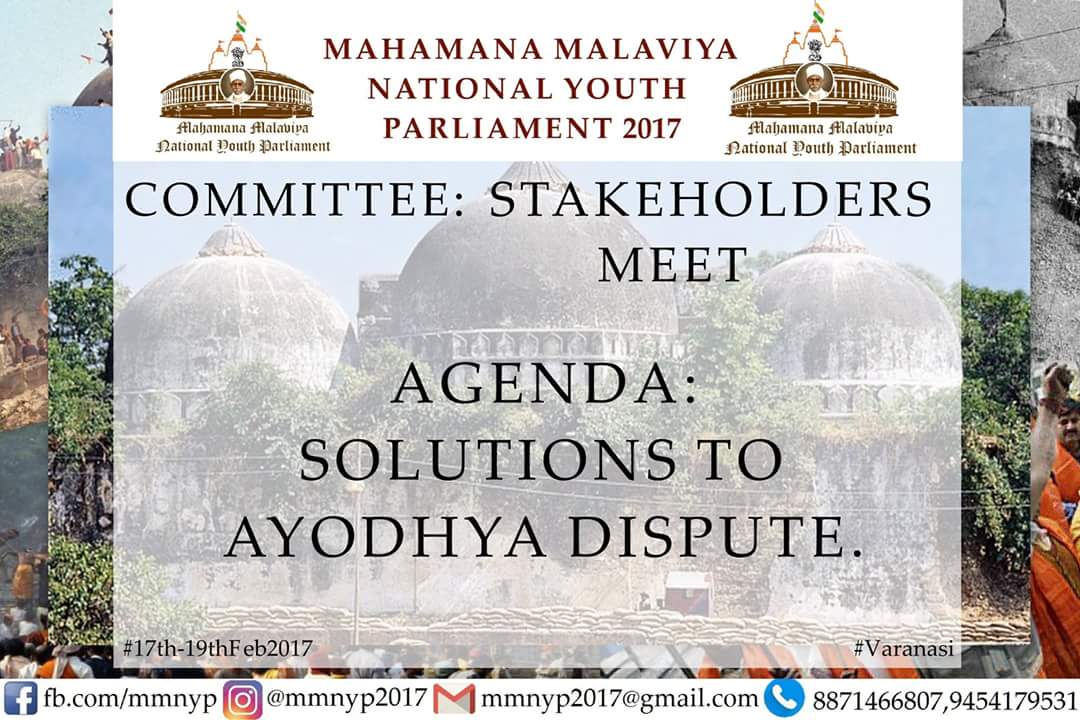 MAHAMANA MALAVIYA
NATIONAL YOUTH
PARLIAMENT 2017
Mahamana Malaviya
National Youth Parliament
Mahamana Malaviya
National Youth Parliament
COMMITTEE: STAKEHOLDERS
MEET
AGENDA:
SOLUTIONS TO
AYODHYA DISPUTE.
#17th-19thFeb2017
#Varanasi
fb.com/mmnyp @mmnyp2017 mmnyp2017@gmail.com 8871466807,9454179531